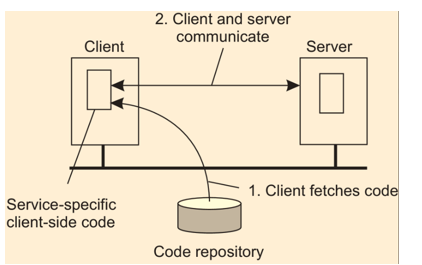 2. Client and server
communicate
Client
Server
1. Client fetches code
Service-specific
client-side code
Code repository